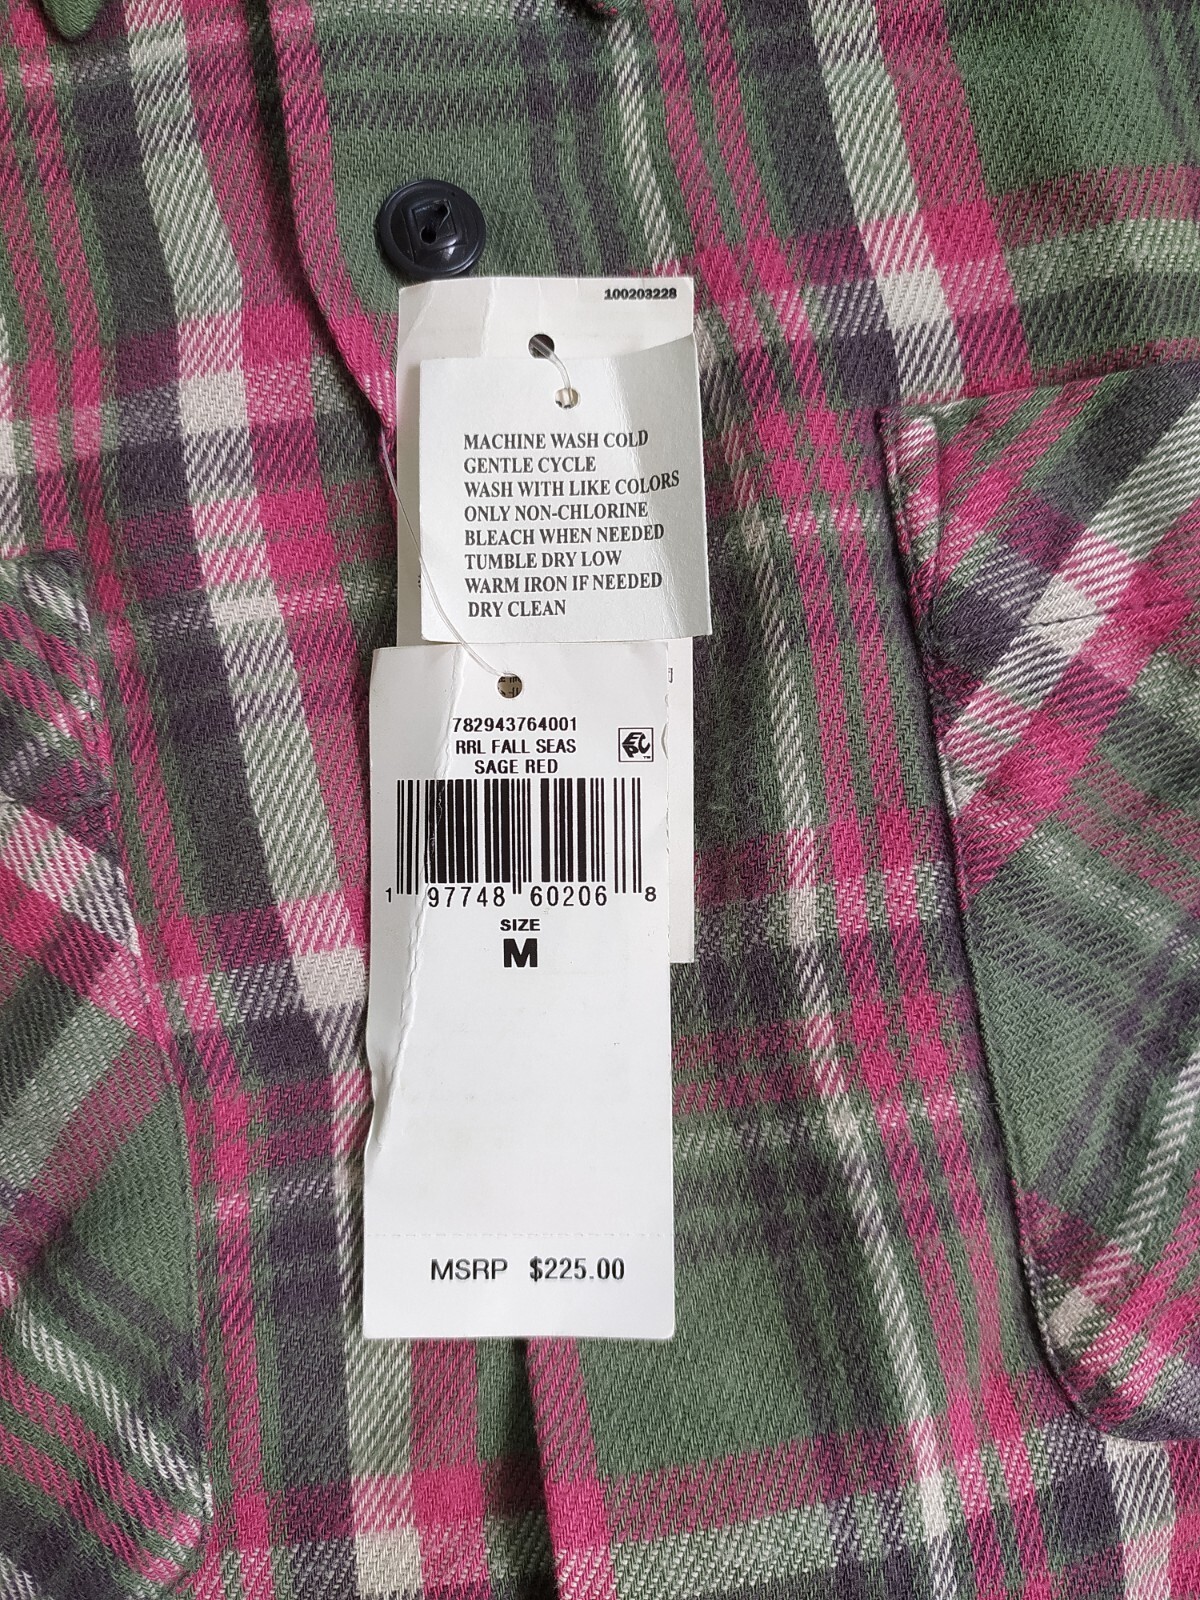 100203228
MACHINE WASH COLD
GENTLE CYCLE
WASH WITH LIKE COLORS
ONLY NON-CHLORINE
BLEACH WHEN NEEDED
TUMBLE DRY LOW
WARM IRON IF NEEDED
DRY CLEAN
782943764001
RRL FALL SEAS
SAGE RED
1 97748 60206 8
SIZE
M
MSRP $225.00